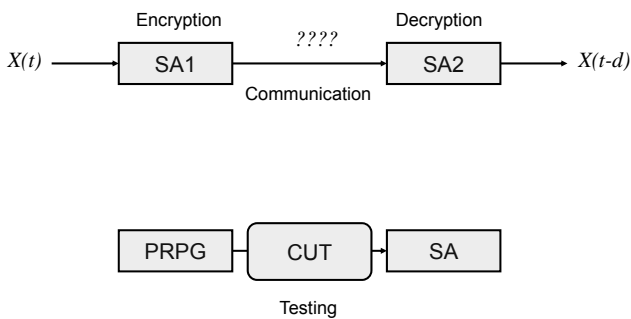 Encryption
????
Decryption
X(t)
SA1
SA2
X(t-d)
Communication
PRPG
CUT
SA
Testing